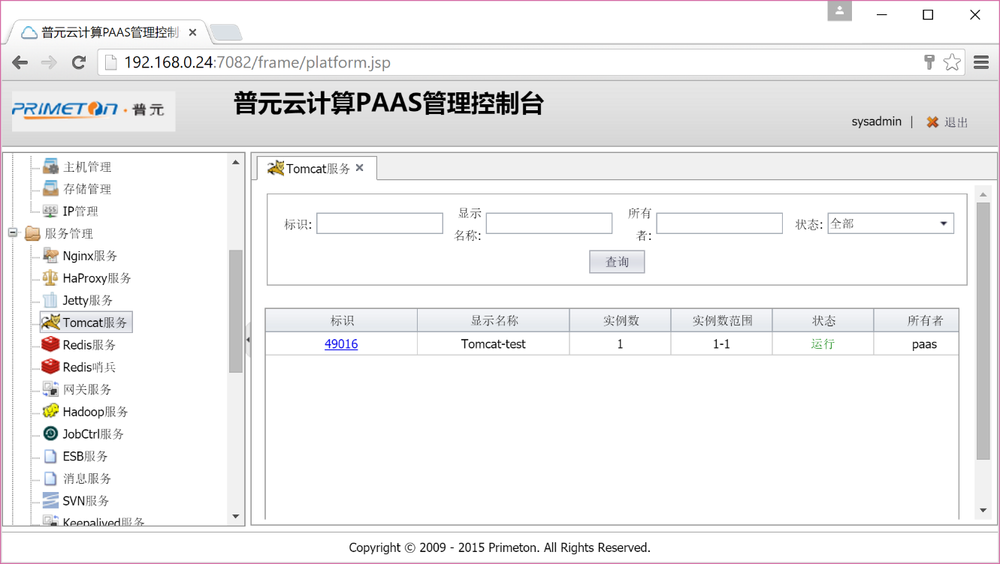 普元云计算PAAS管理控制
192.168.0.24:7082/frame/platform.jsp
PRIMETON·普元
普元云计算PAAS管理控制台
sysadmin | 退出
主机管理
存储管理
255 IP管理
服务管理
Nginx服务
HaProxy服务
Jetty服务
Tomcat服务
Redis服务
Redis哨兵
网关服务
Hadoop服务
JobCtrl服务
ESB服务
消息服务
SVN服务
Keepalived服务
Tomcat服务
标识:
显示
名称:
所有
者:
状态: 全部
查询
标识 显示名称 实例数 实例数范围 状态 所有者
49016 Tomcat-test 1 1-1 运行 paas
Copyright © 2009 - 2015 Primeton. All Rights Reserved.